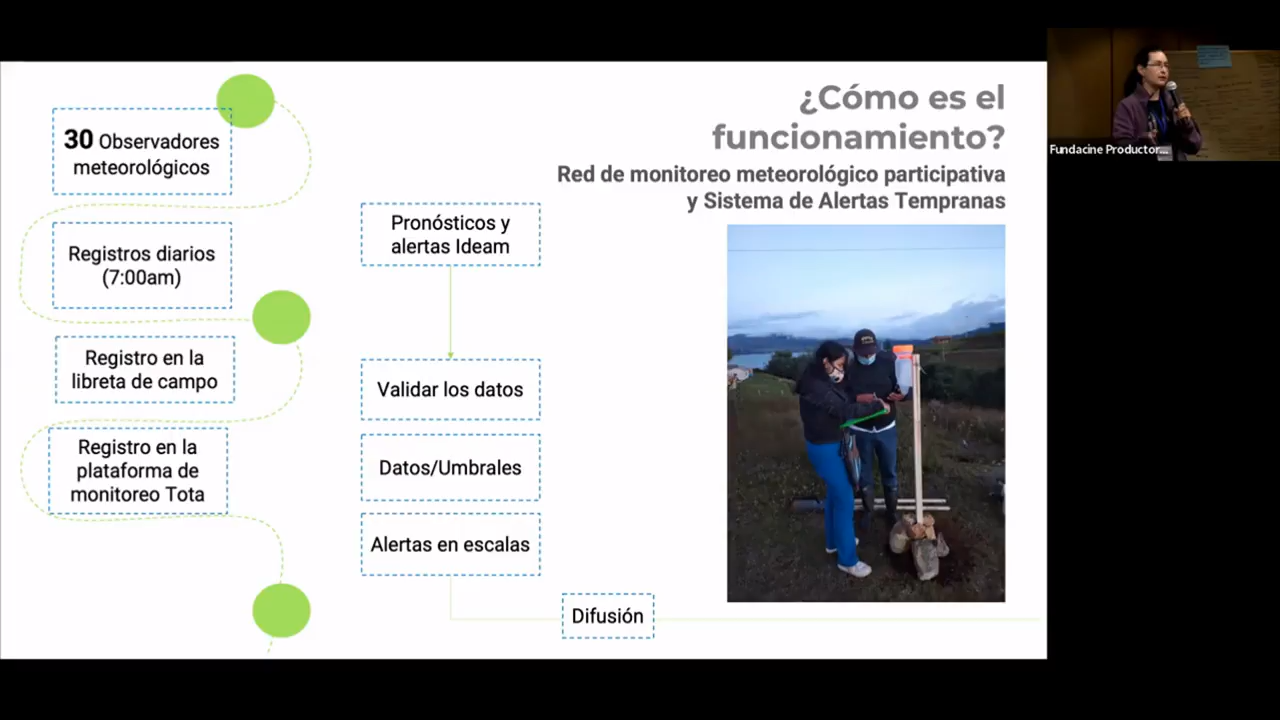 ¿Cómo es el
funcionamiento?
Red de monitoreo meteorológico participativa
y Sistema de Alertas Tempranas
30 Observadores
meteorológicos
Registros diarios
(7:00am)
Registro en la
libreta de campo
Registro en la
plataforma de
monitoreo Tota
Pronósticos y
alertas Ideam
Validar los datos
Datos/Umbrales
Alertas en escalas
Difusión
Fundacine Productor...